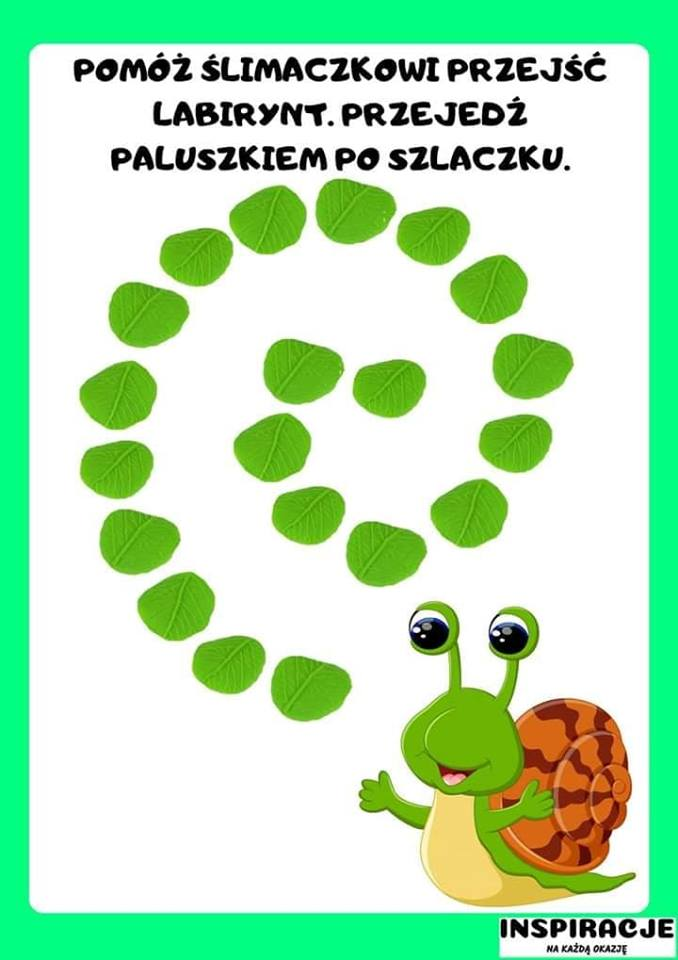 POMÓŻ ŚLIMACZKOWI PRZEJŚĆ
LABIRYNT. PRZEJEDŹ
PALUSZKIEM PO SZLACZKU.
INSPIRACJE
NA KAŻDĄ OKAZJĘ